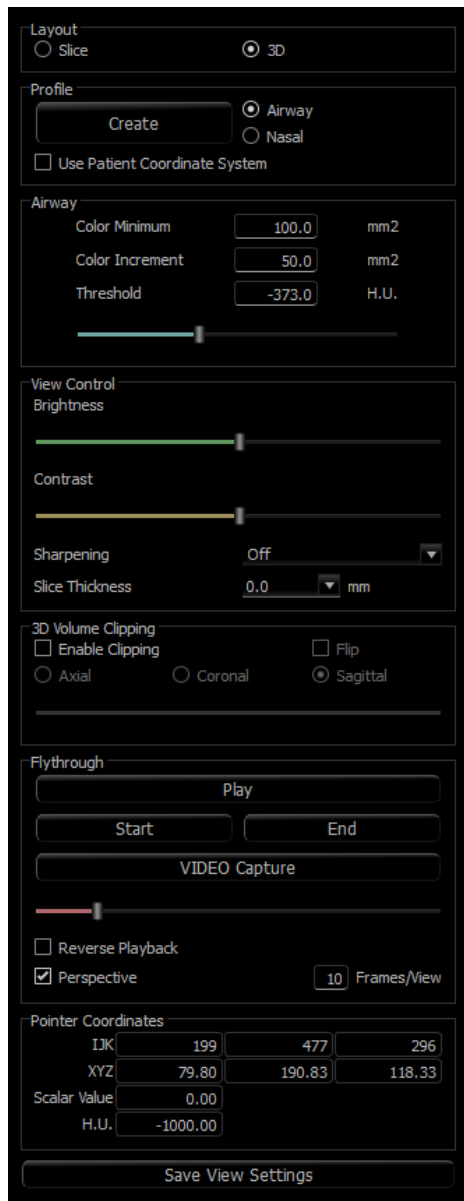 Layout
Slice 3D
Profile
Create
Airway
Nasal
Use Patient Coordinate System
Airway
Color Minimum 100.0 mm2
Color Increment 50.0 mm2
Threshold -373.0 H.U.
View Control
Brightness
Contrast
Sharpening Off
Slice Thickness 0.0 mm
3D Volume Clipping
Enable Clipping Flip
Axial Coronal Sagittal
Flythrough
Play
Start End
VIDEO Capture
Reverse Playback
Perspective 10 Frames/View
Pointer Coordinates
IJK 199 477 296
XYZ 79.80 190.83 118.33
Scalar Value 0.00
H.U. -1000.00
Save View Settings